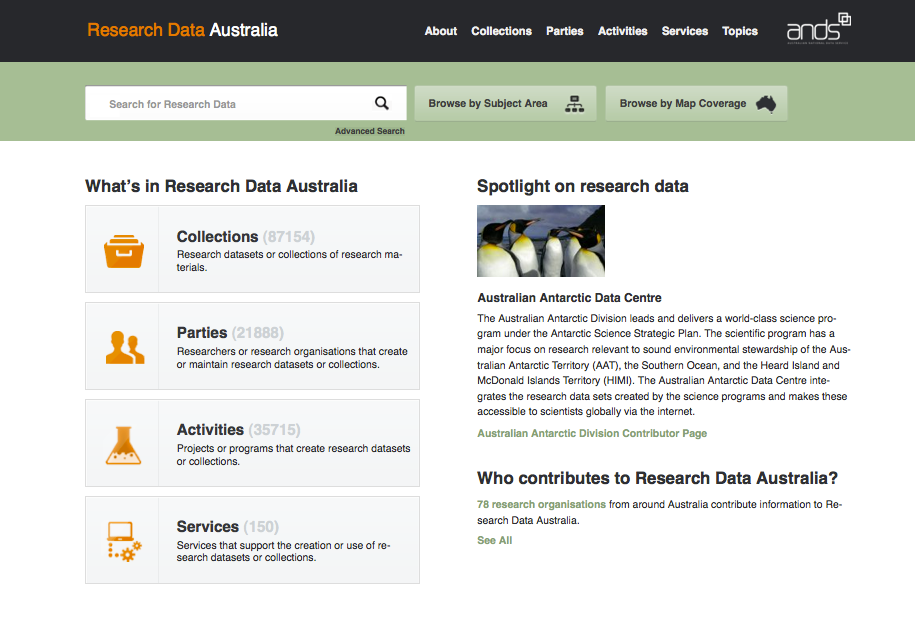 Research Data Australia
About Collections Parties Activities Services Topics
ands
Search for Research Data
Browse by Subject Area
Browse by Map Coverage
Advanced Search
What's in Research Data Australia
Collections (87154)
Research datasets or collections of research ma-
terials.
Parties (21888)
Researchers or research organisations that create
or maintain research datasets or collections.
Activities (35715)
Projects or programs that create research datasets
or collections.
Services (150)
Services that support the creation or use of re-
search datasets or collections.
Spotlight on research data
Australian Antarctic Data Centre
The Australian Antarctic Division leads and delivers a world-class science pro-
gram under the Antarctic Science Strategic Plan. The scientific program has a
major focus on research relevant to sound environmental stewardship of the Aus-
tralian Antarctic Territory (AAT), the Southern Ocean, and the Heard Island and
McDonald Islands Territory (HIMI). The Australian Antarctic Data Centre inte-
grates the research data sets created by the science programs and makes these
accessible to scientists globally via the internet.
Australian Antarctic Division Contributor Page
Who contributes to Research Data Australia?
78 research organisations from around Australia contribute information to Re-
search Data Australia.
See All